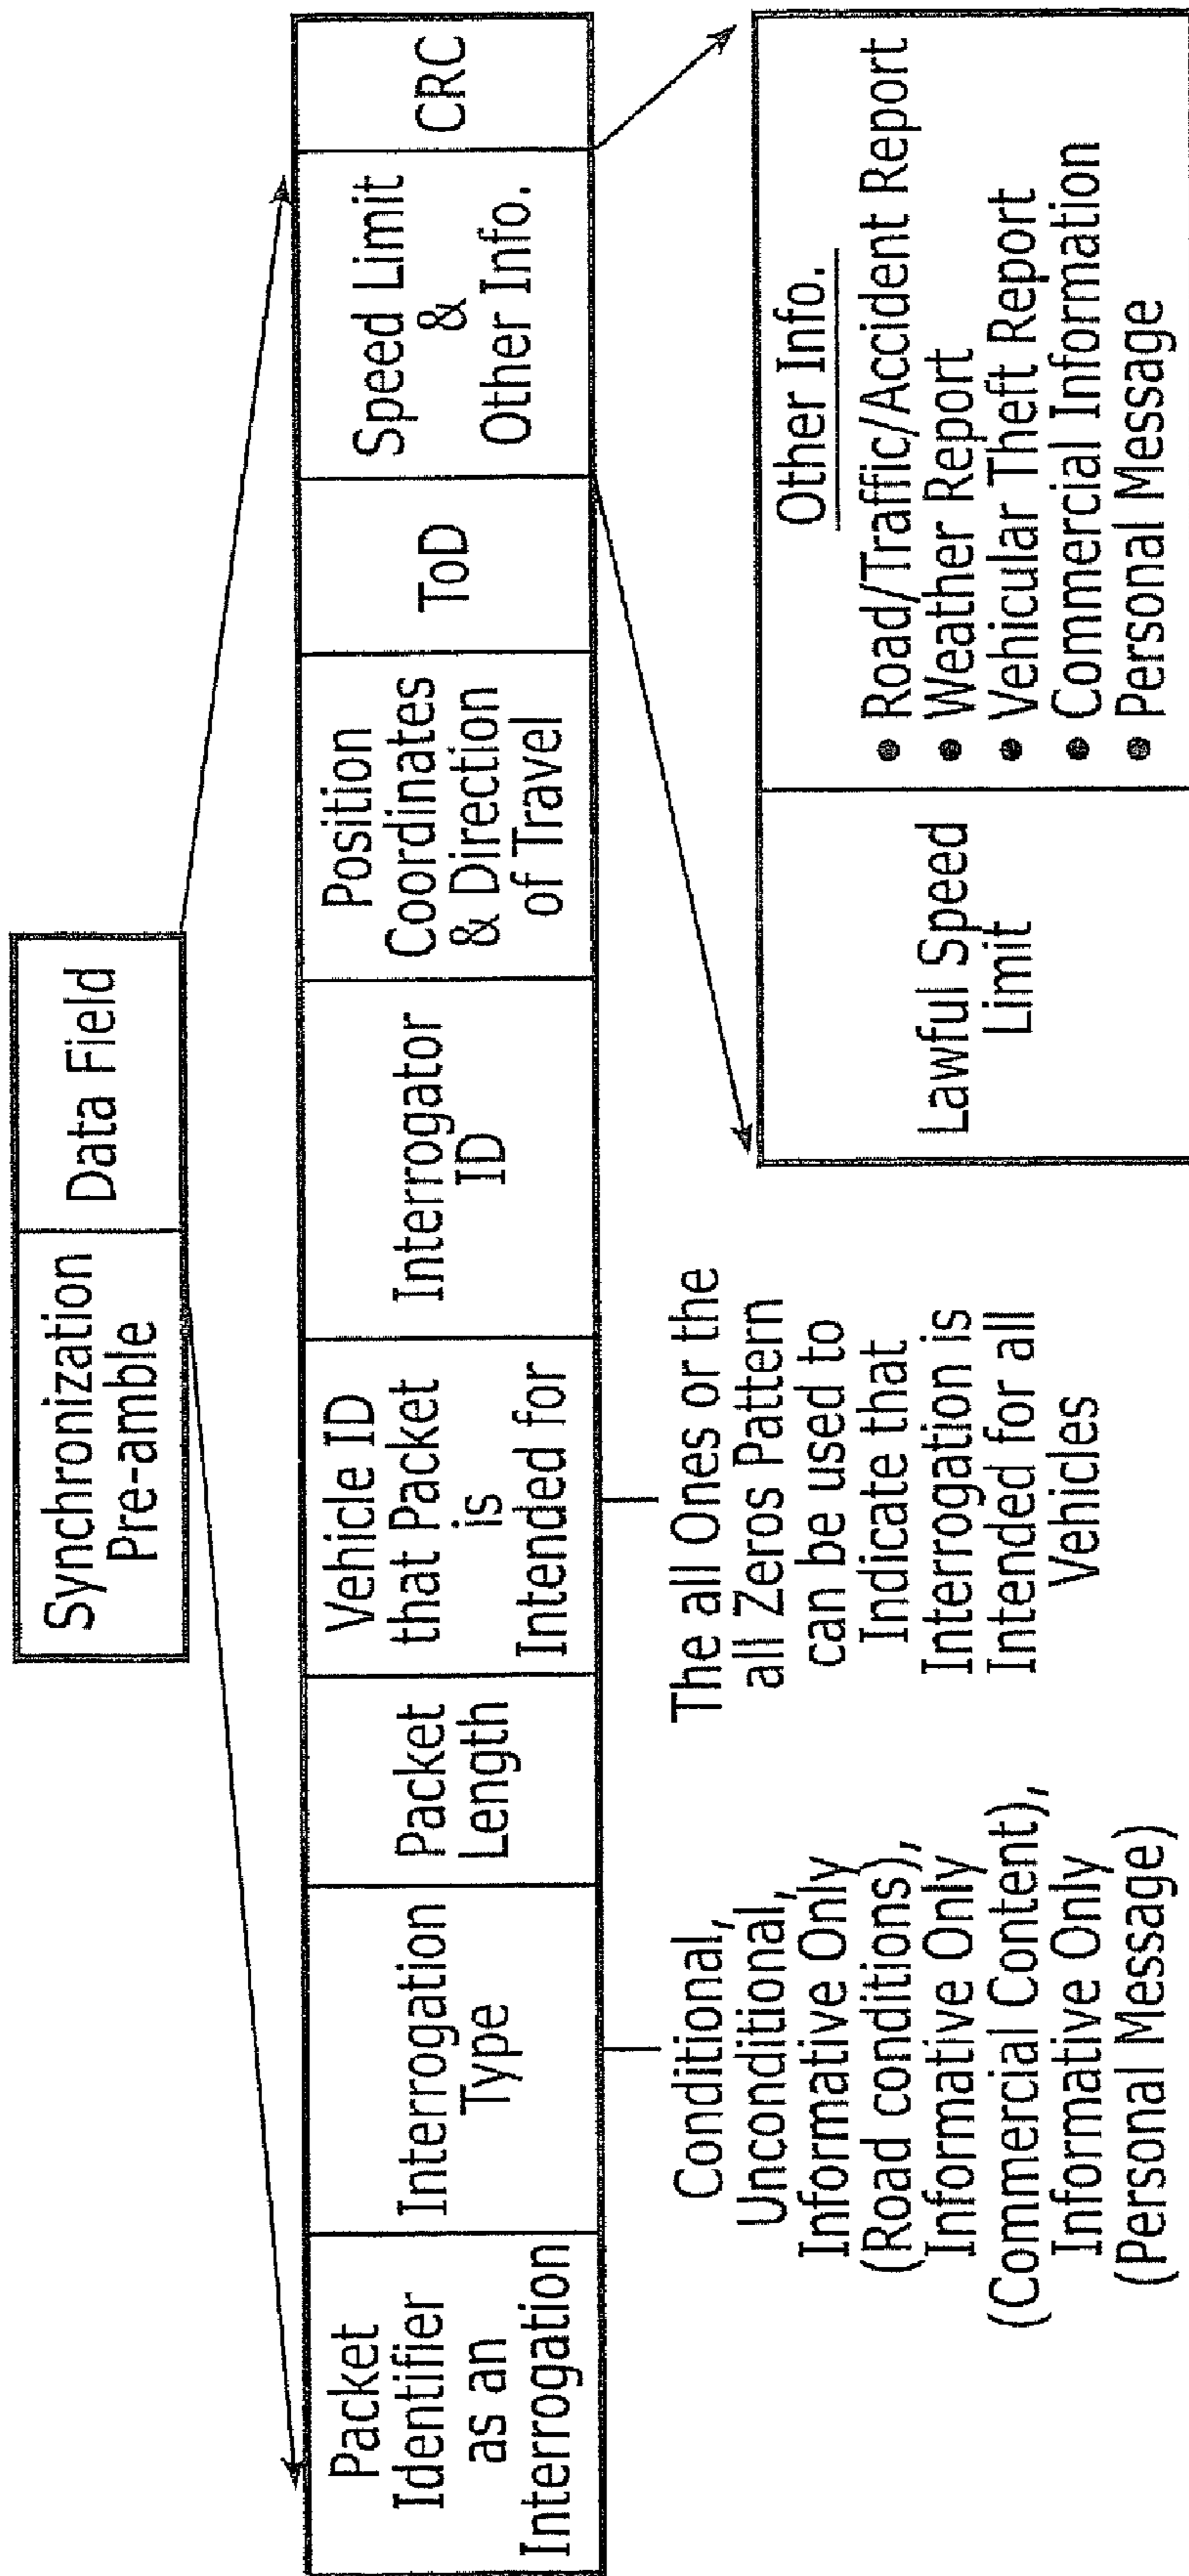 Synchronization
Pre-amble
Data Field
Packet
Identifier
as an
Interrogation
Interrogation
Type
Packet
Length
Vehicle ID
that Packet
is
Intended for
Interrogator
ID
Position
Coordinates
& Direction
of Travel
ToD
Speed Limit
&
Other Info.
CRC
Conditional,
Unconditional,
Informative Only
(Road conditions),
Informative Only
(Commercial Content),
Informative Only
(Personal Message)
The all Ones or the
all Zeros Pattern
can be used to
Indicate that
Interrogation is
Intended for all
Vehicles
Lawful Speed
Limit
Other Info.
• Road/Traffic/Accident Report
• Weather Report
• Vehicular Theft Report
• Commercial Information
• Personal Message